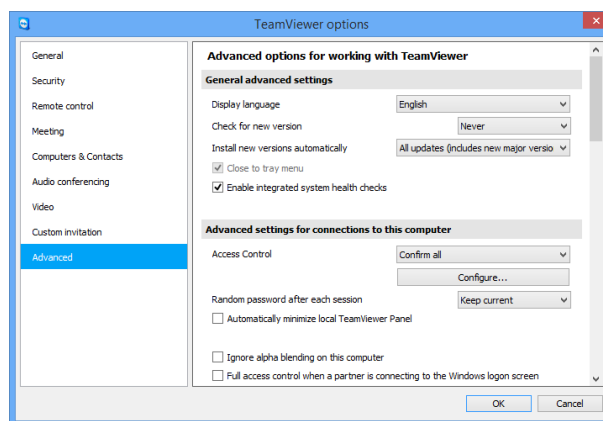 TeamViewer options
General
Security
Remote control
Meeting
Computers & Contacts
Audio conferencing
Video
Custom invitation
Advanced
Advanced options for working with TeamViewer
General advanced settings
Display language English
Check for new version Never
Install new versions automatically All updates (includes new major versio
Close to tray menu
Enable integrated system health checks
Advanced settings for connections to this computer
Access Control Confirm all
Configure...
Random password after each session Keep current
Automatically minimize local TeamViewer Panel
Ignore alpha blending on this computer
Full access control when a partner is connecting to the Windows logon screen
OK Cancel